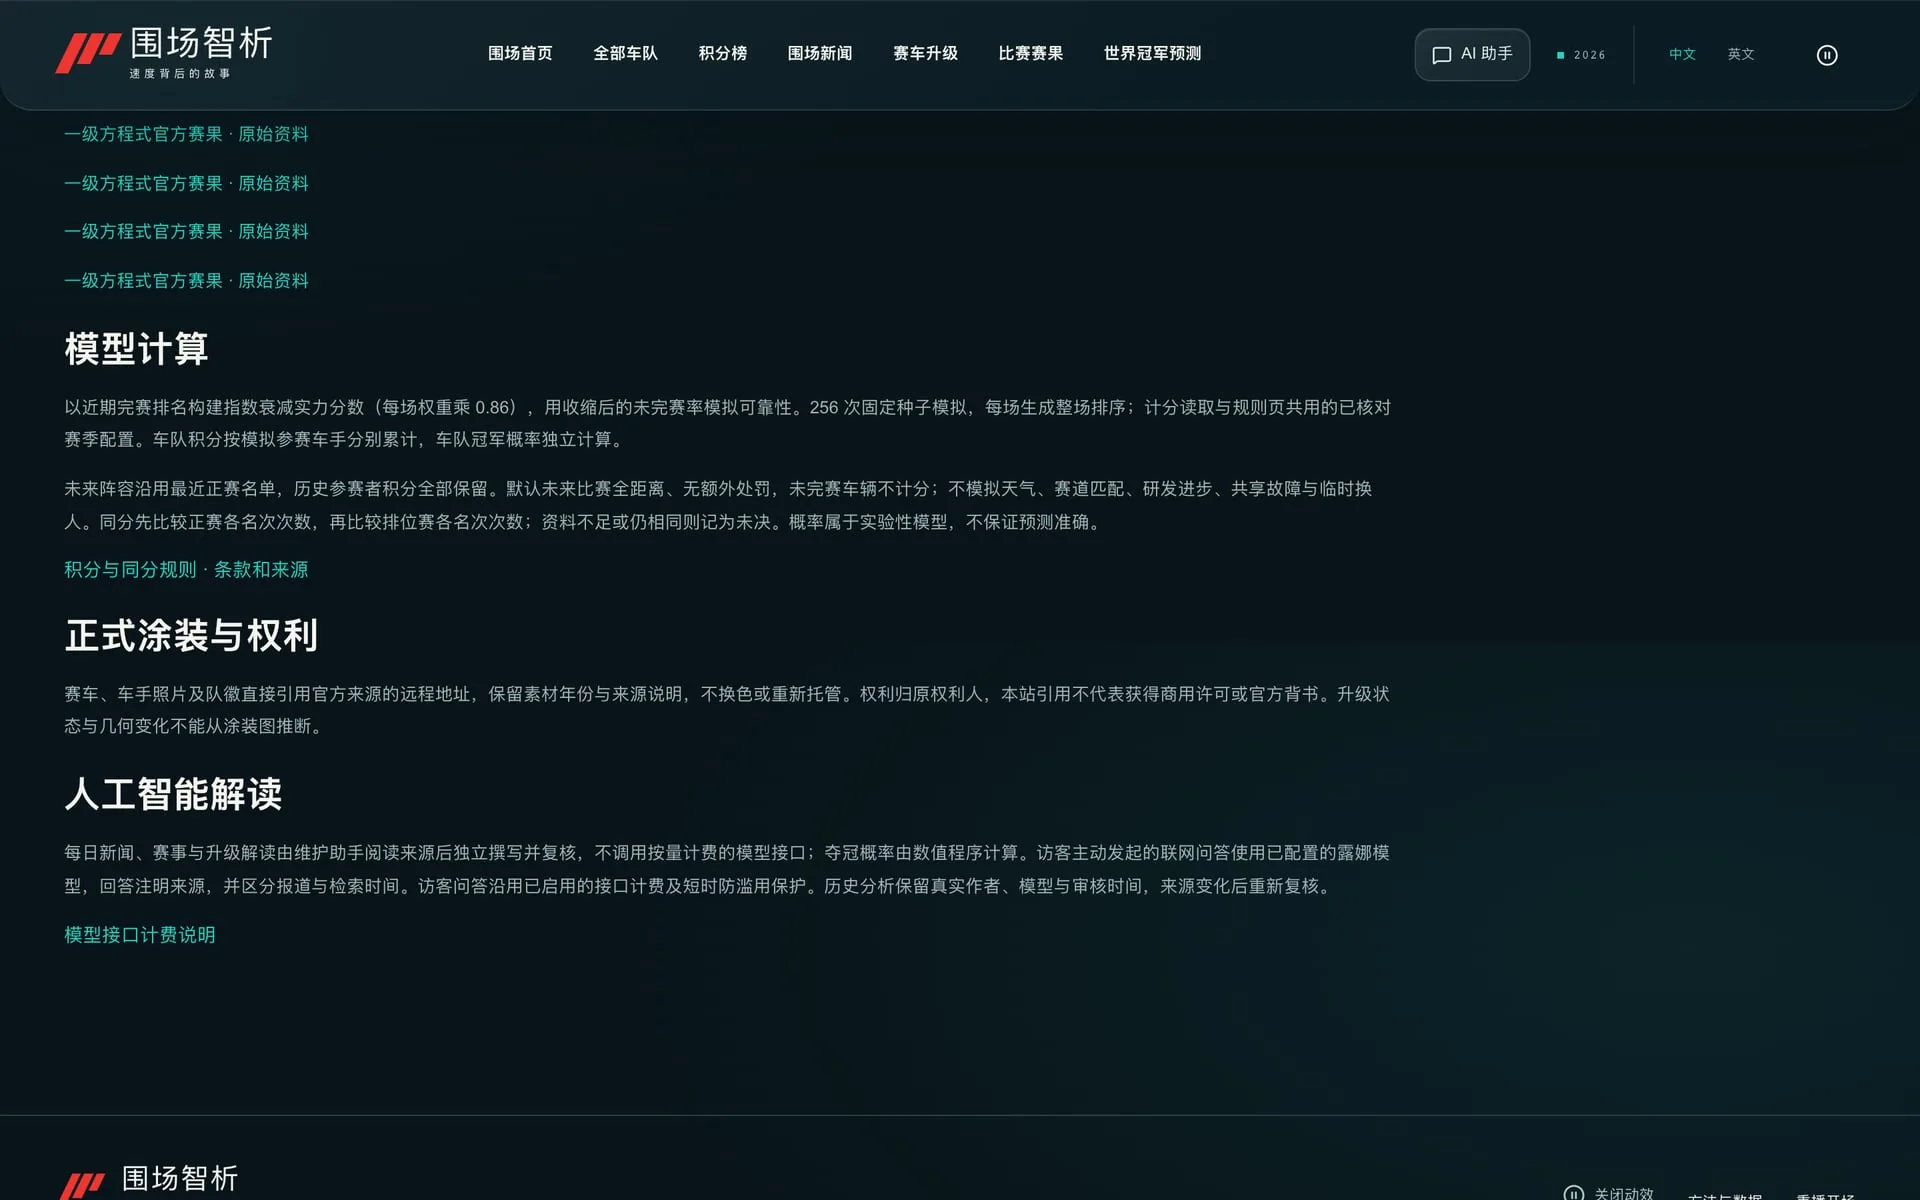 围场智析
速度背后的故事
围场首页 全部车队 积分榜 围场新闻 赛车升级 比赛赛果 世界冠军预测
AI 助手
2026
中文 英文
一级方程式官方赛果 · 原始资料
一级方程式官方赛果 · 原始资料
一级方程式官方赛果 · 原始资料
一级方程式官方赛果 · 原始资料
模型计算
以近期完赛排名构建指数衰减实力分数（每场权重乘 0.86），用收缩后的未完赛率模拟可靠性。256 次固定种子模拟，每场生成整场排序；计分读取与规则页共用的已核对
赛季配置。车队积分按模拟参赛车手分别累计，车队冠军概率独立计算。
未来阵容沿用最近正赛名单，历史参赛者积分全部保留。默认未来比赛全距离、无额外处罚，未完赛车辆不计分；不模拟天气、赛道匹配、研发进步、共享故障与临时换
人。同分先比较正赛各名次次数，再比较排位赛各名次次数；资料不足或仍相同则记为未决。概率属于实验性模型，不保证预测准确。
积分与同分规则 · 条款和来源
正式涂装与权利
赛车、车手照片及队徽直接引用官方来源的远程地址，保留素材年份与来源说明，不换色或重新托管。权利归原权利人，本站引用不代表获得商用许可或官方背书。升级状
态与几何变化不能从涂装图推断。
人工智能解读
每日新闻、赛事与升级解读由维护助手阅读来源后独立撰写并复核，不调用按量计费的模型接口；夺冠概率由数值程序计算。访客主动发起的联网问答使用已配置的露娜模
型，回答注明来源，并区分报道与检索时间。访客问答沿用已启用的接口计费及短时防滥用保护。历史分析保留真实作者、模型与审核时间，来源变化后重新复核。
模型接口计费说明
围场智析
关闭动效 方法与数据 重播开场